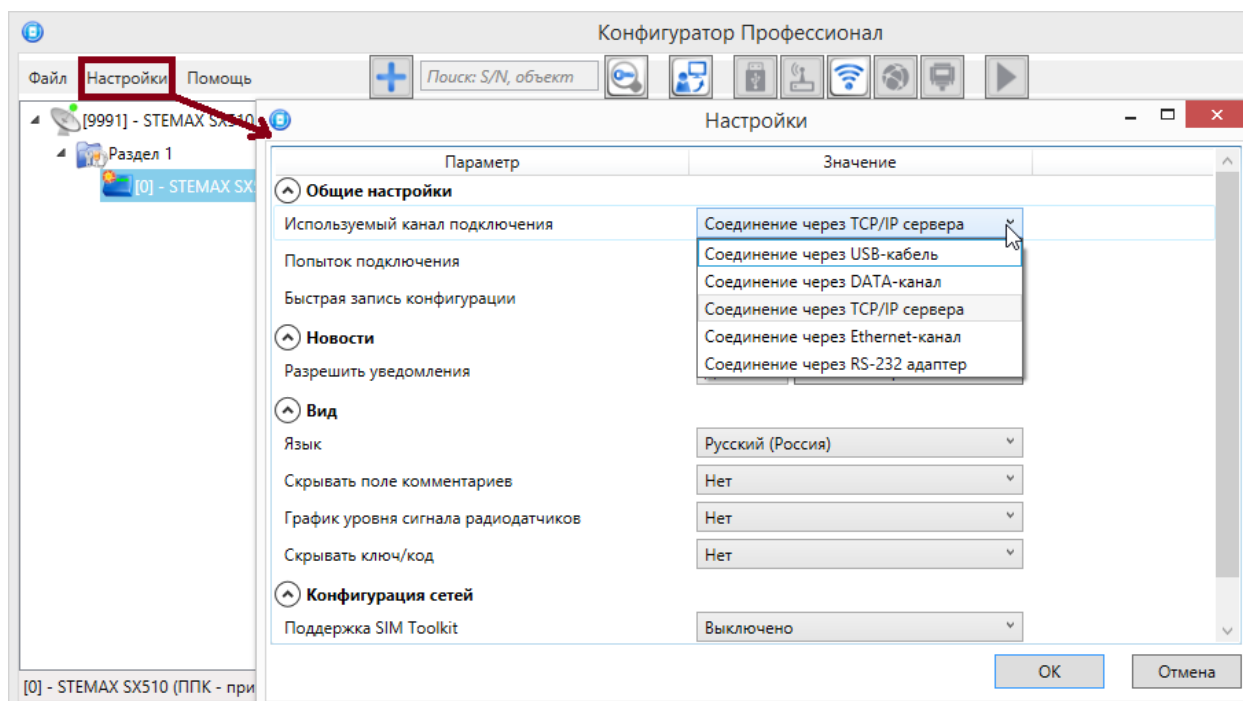 Конфигуратор Профессионал
Файл Настройки Помощь Поиск: S/N, объект
[9991] - STEMAX SX510
Раздел 1
[0] - STEMAX SX
Настройки
Параметр Значение
Общие настройки
Используемый канал подключения Соединение через TCP/IP сервера
Соединение через USB-кабель
Попыток подключения
Соединение через DATA-канал
Быстрая запись конфигурации
Соединение через TCP/IP сервера
Новости
Соединение через Ethernet-канал
Разрешить уведомления
Соединение через RS-232 адаптер
Вид
Язык Русский (Россия)
Скрывать поле комментариев Нет
График уровня сигнала радиодатчиков Нет
Скрывать ключ/код Нет
Конфигурация сетей
Поддержка SIM Toolkit Выключено
OK Отмена
[0] - STEMAX SX510 (ППК - при